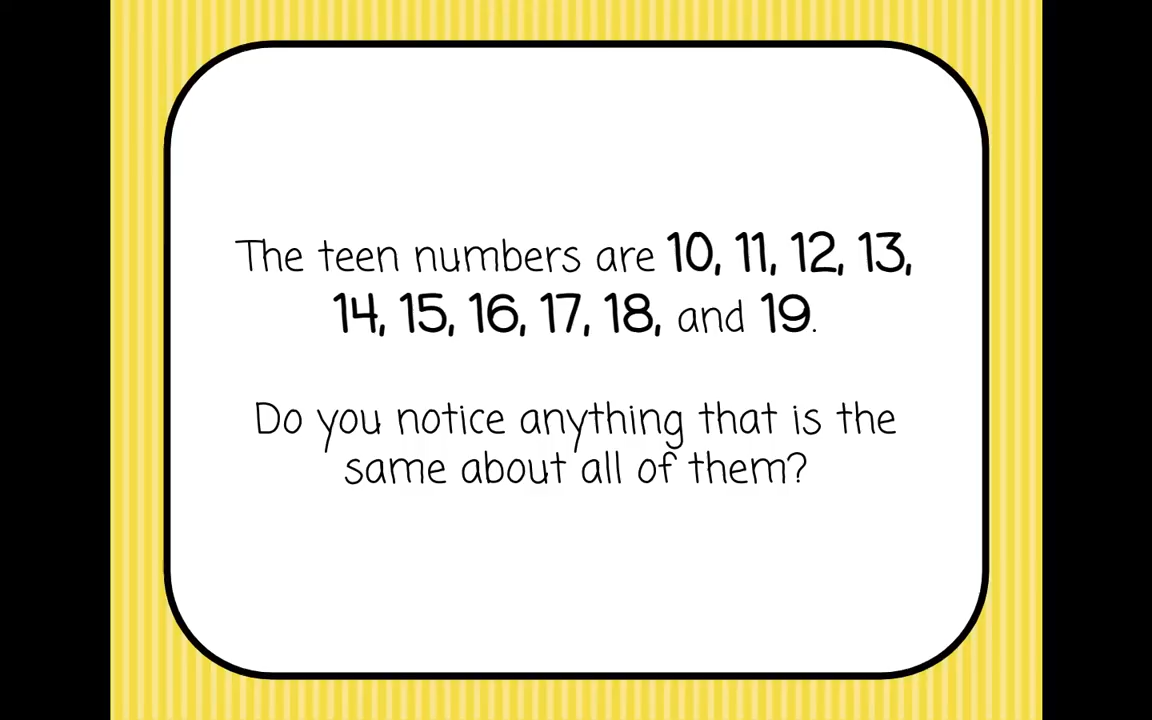 The teen numbers are 10, 11, 12, 13,
14, 15, 16, 17, 18, and 19.
Do you notice anything that is the
same about all of them?